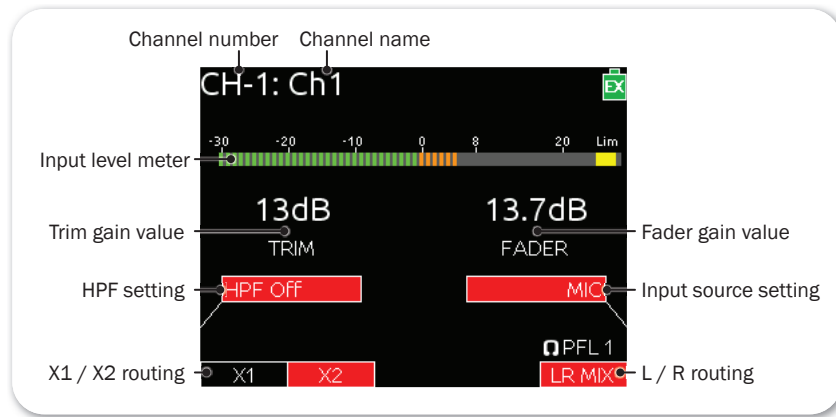 Channel number Channel name
CH-1: Ch1
EX
-30 -20 -10 0 8 20 Lim
Input level meter
13dB 13.7dB
Trim gain value
Fader gain value
TRIM FADER
HPF setting
HPF Off
MIC
Input source setting
PFL 1
X1 / X2 routing
X1 X2
LR MIX
L / R routing